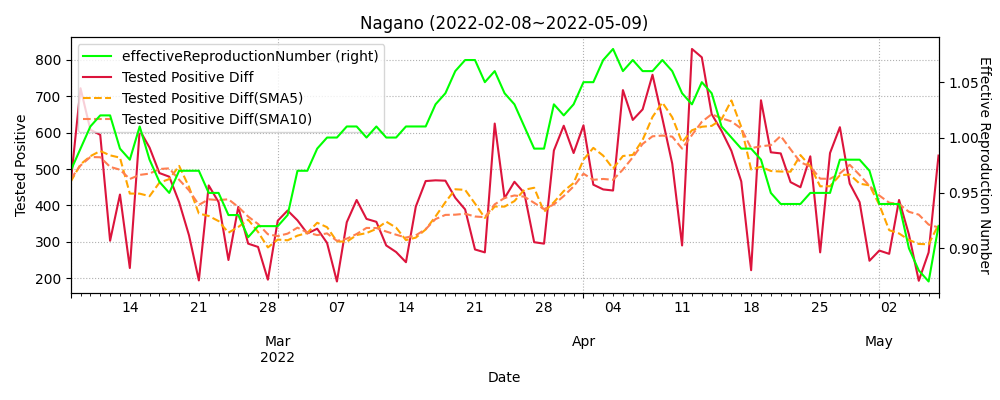 Nagano (2022-02-08~2022-05-09)
effectiveReproductionNumber (right)
Tested Positive Diff
Tested Positive Diff(SMA5)
Tested Positive Diff(SMA10)
Tested Positive
800
700
600
500
400
300
200
Effective Reproduction Number
1.05
1.00
0.95
0.90
14 21 28 07 14 21 28 04 11 18 25 02
Mar Apr May
2022
Date